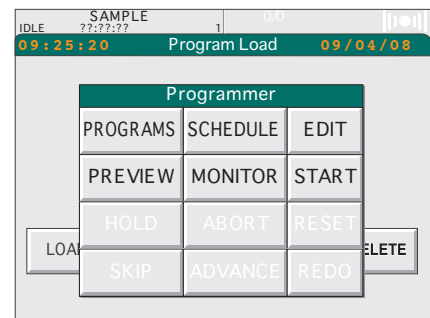 SAMPLE
IDLE ??:??:?? 1 0/0
09:25:20 Program Load 09/04/08
Programmer
PROGRAMS SCHEDULE EDIT
PREVIEW MONITOR START
HOLD ABORT RESET
LOA ELETE
SKIP ADVANCE REDO